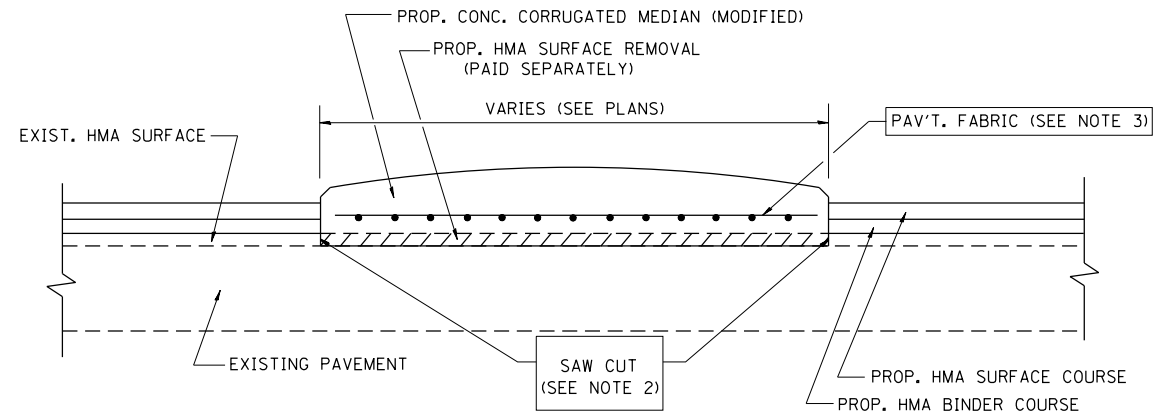 PROP. CONC. CORRUGATED MEDIAN (MODIFIED)
PROP. HMA SURFACE REMOVAL
(PAID SEPARATELY)
VARIES (SEE PLANS)
EXIST. HMA SURFACE
PAV'T. FABRIC (SEE NOTE 3)
EXISTING PAVEMENT
SAW CUT
(SEE NOTE 2)
PROP. HMA SURFACE COURSE
PROP. HMA BINDER COURSE